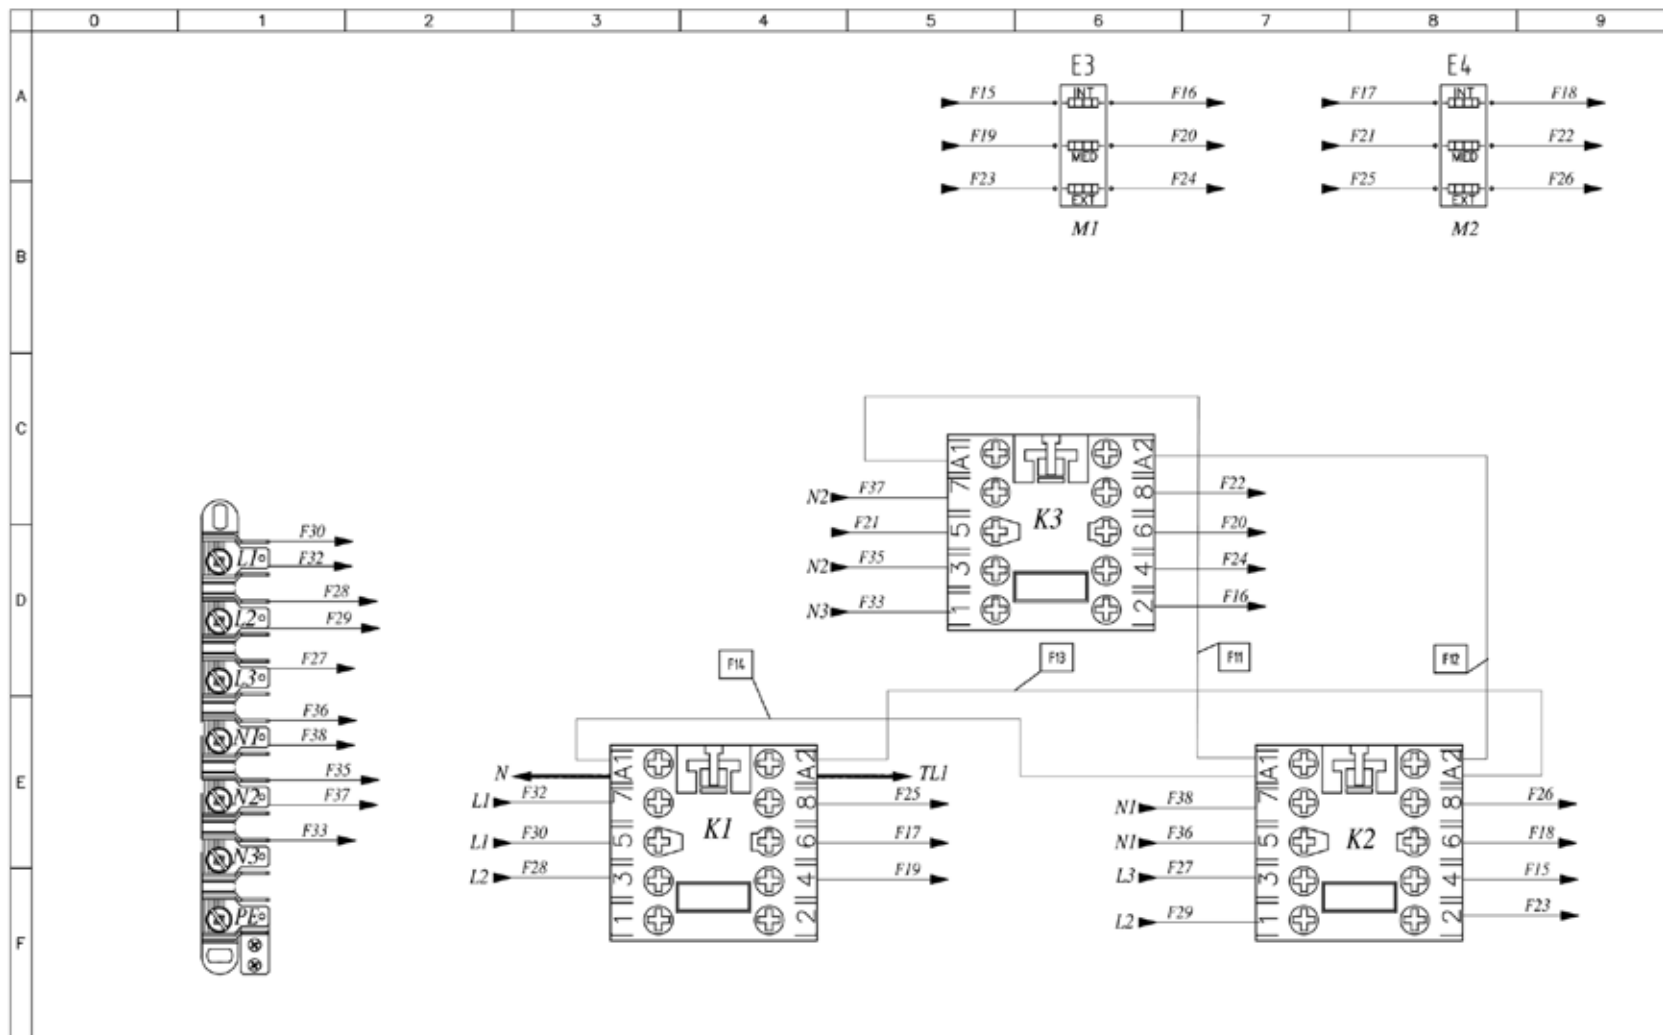 0 1 2 3 4 5 6 7 8 9
A
E3 E4
F15 INT F16 F17 INT F18
F19 MED F20 F21 MED F22
F23 EXT F24 F25 EXT F26
M1 M2
B
C
A1 A2
N2 F37 7 8 F22
F21 5 K3 6 F20
N2 F35 3 4 F24
N3 F33 1 2 F16
F30
L1 F32
D
F28
L2 F29
F27
L3
F14 F13 F11 F12
F36
N1 F38
F35
N2 F37
F33
N3
PE
E
N A1 A2 TL1
L1 F32 7 8 F25
L1 F30 5 K1 6 F17
L2 F28 3 4 F19
1 2
A1 A2
N1 F38 7 8 F26
N1 F36 5 K2 6 F18
L3 F27 3 4 F15
L2 F29 1 2 F23
F